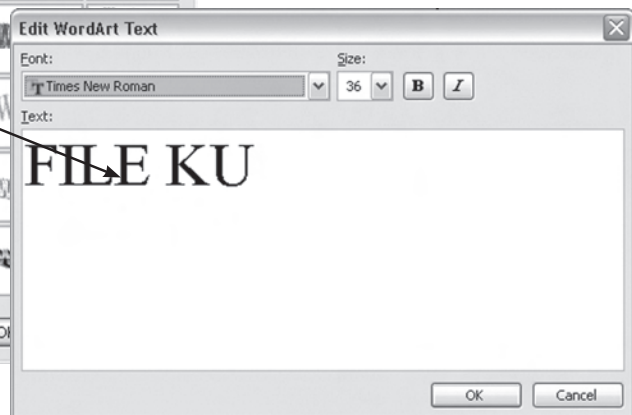 Edit WordArt Text
Font:
Size:
Times New Roman
36
B
I
Text:
FILE KU
OK
Cancel